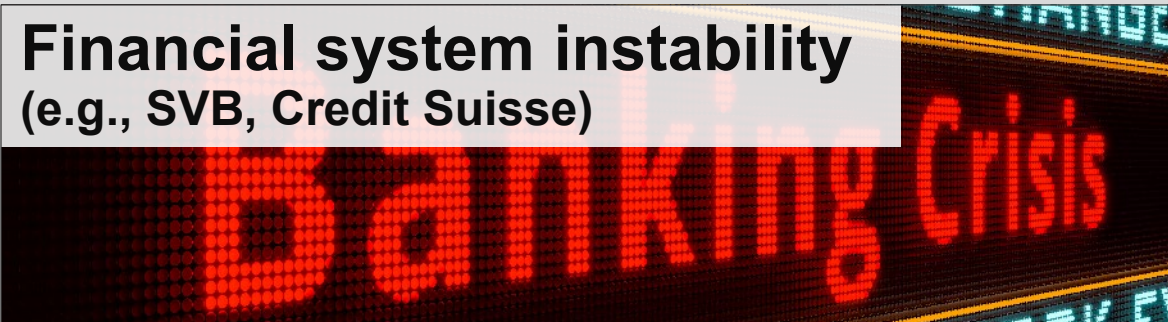 Financial system instability
(e.g., SVB, Credit Suisse)
Banking Crisis